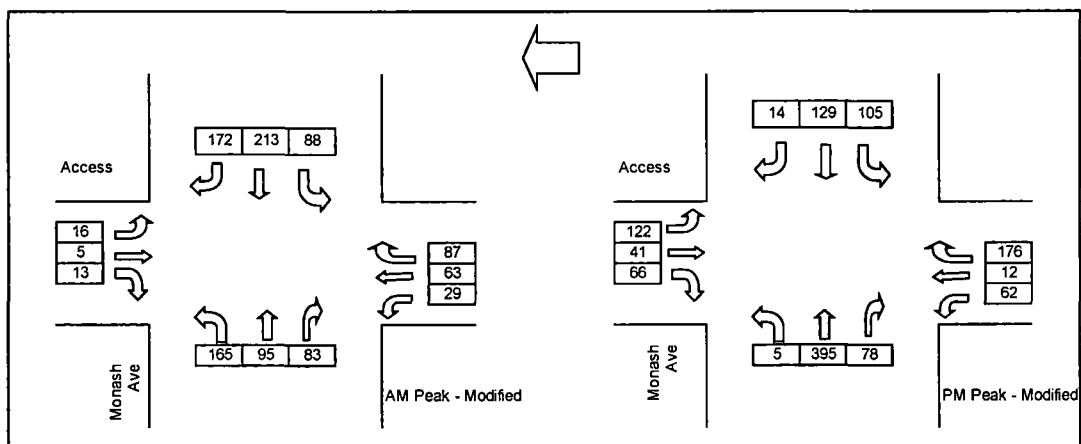 172 213 88
Access
16
5
13
87
63
29
165 95 83
Monash
Ave
AM Peak - Modified
14 129 105
Access
122
41
66
176
12
62
5 395 78
Monash
Ave
PM Peak - Modified